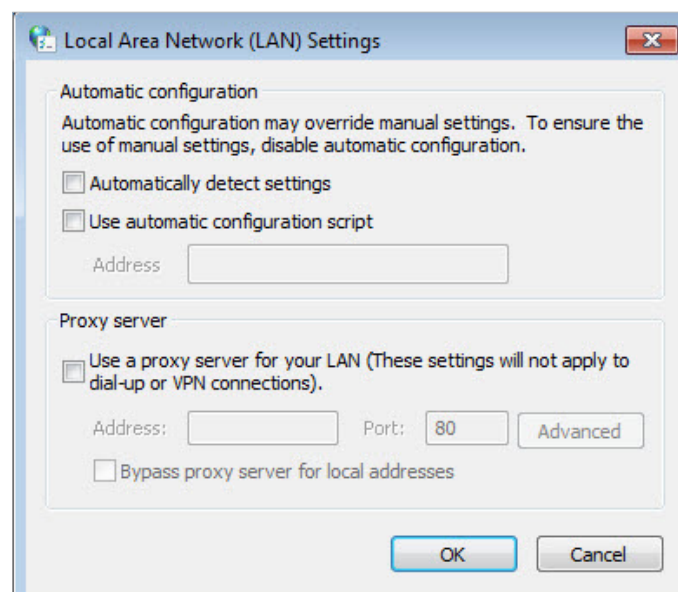 Local Area Network (LAN) Settings
Automatic configuration
Automatic configuration may override manual settings.  To ensure the
use of manual settings, disable automatic configuration.
Automatically detect settings
Use automatic configuration script
Address
Proxy server
Use a proxy server for your LAN (These settings will not apply to
dial-up or VPN connections).
Address: Port: 80 Advanced
Bypass proxy server for local addresses
OK Cancel